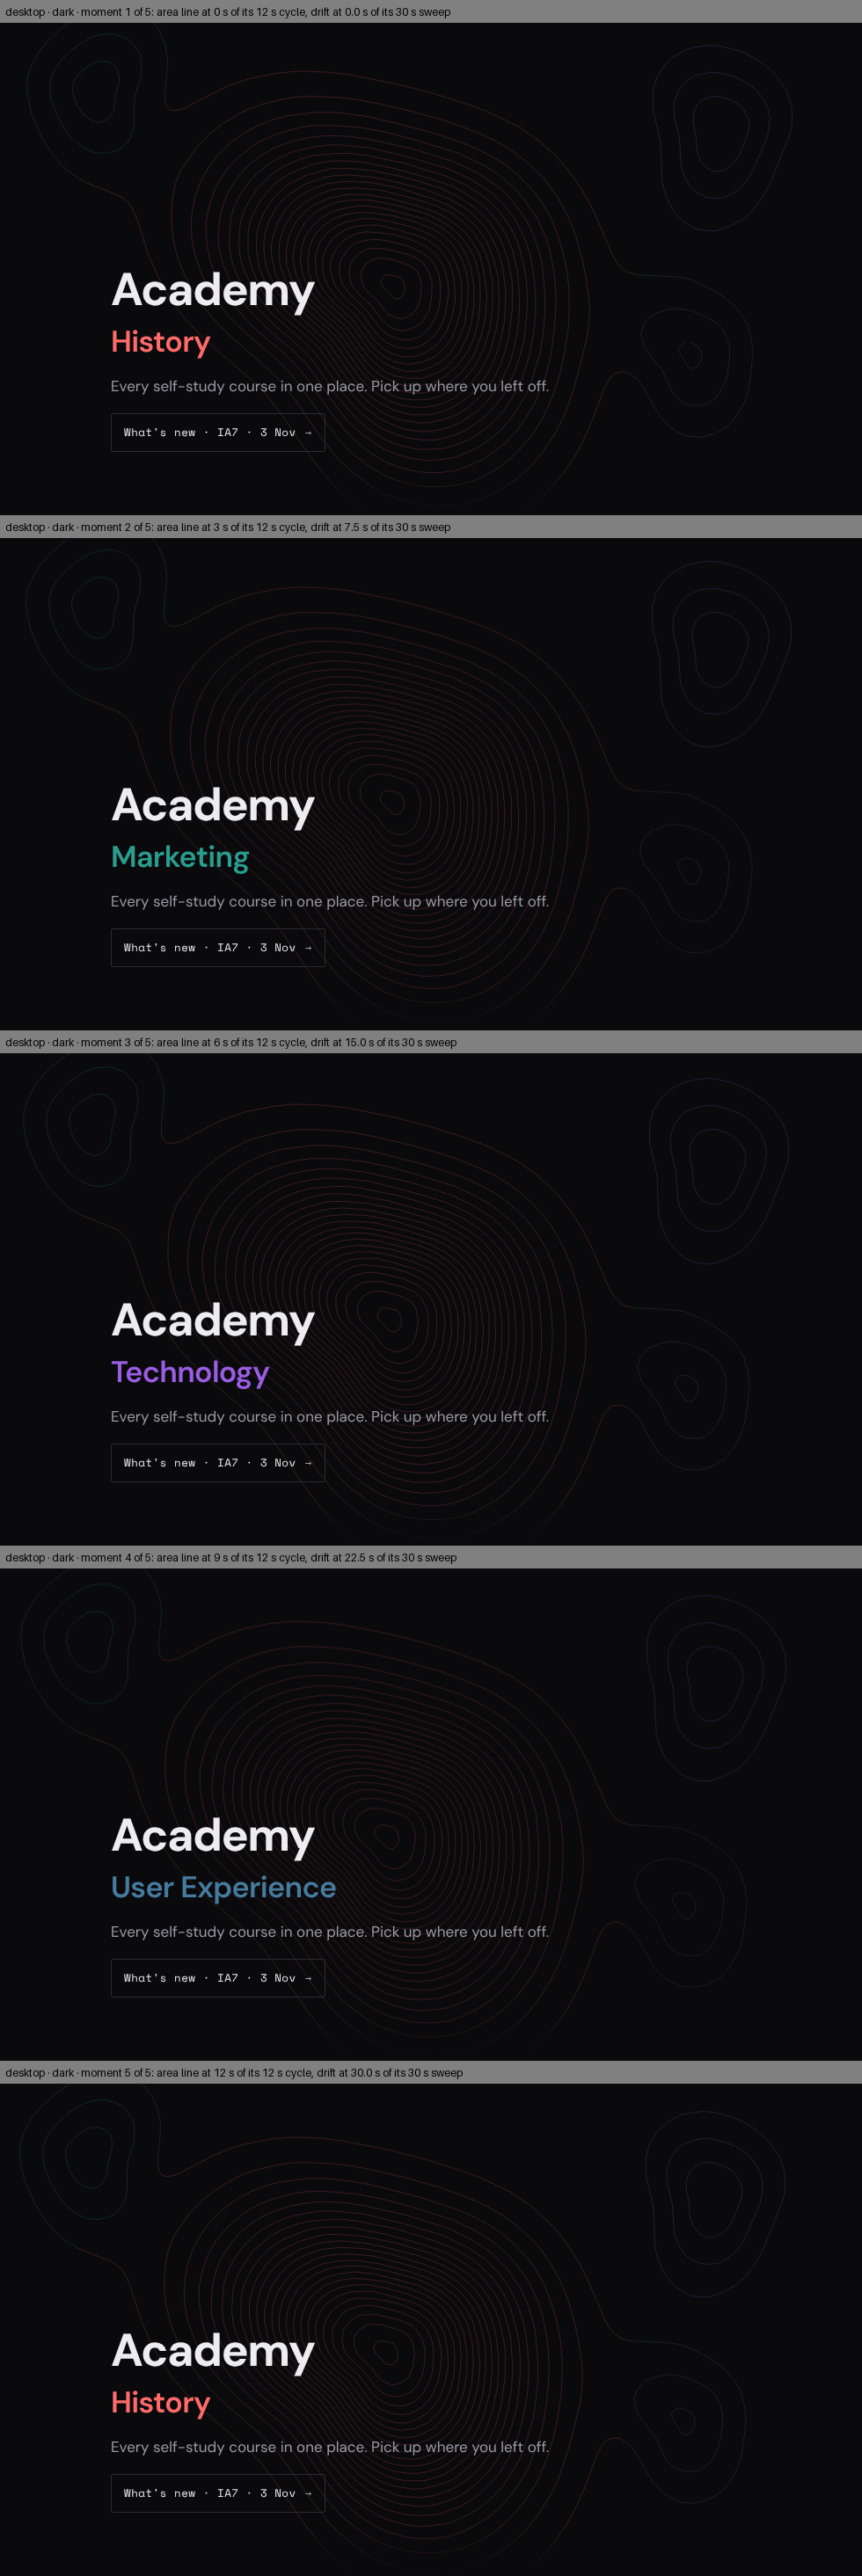 desktop · dark · moment 1 of 5: area line at 0 s of its 12 s cycle, drift at 0.0 s of its 30 s sweep
Academy
History
Every self-study course in one place. Pick up where you left off.
What's new · IA7 · 3 Nov →
desktop · dark · moment 2 of 5: area line at 3 s of its 12 s cycle, drift at 7.5 s of its 30 s sweep
Academy
Marketing
Every self-study course in one place. Pick up where you left off.
What's new · IA7 · 3 Nov →
desktop · dark · moment 3 of 5: area line at 6 s of its 12 s cycle, drift at 15.0 s of its 30 s sweep
Academy
Technology
Every self-study course in one place. Pick up where you left off.
What's new · IA7 · 3 Nov →
desktop · dark · moment 4 of 5: area line at 9 s of its 12 s cycle, drift at 22.5 s of its 30 s sweep
Academy
User Experience
Every self-study course in one place. Pick up where you left off.
What's new · IA7 · 3 Nov →
desktop · dark · moment 5 of 5: area line at 12 s of its 12 s cycle, drift at 30.0 s of its 30 s sweep
Academy
History
Every self-study course in one place. Pick up where you left off.
What's new · IA7 · 3 Nov →